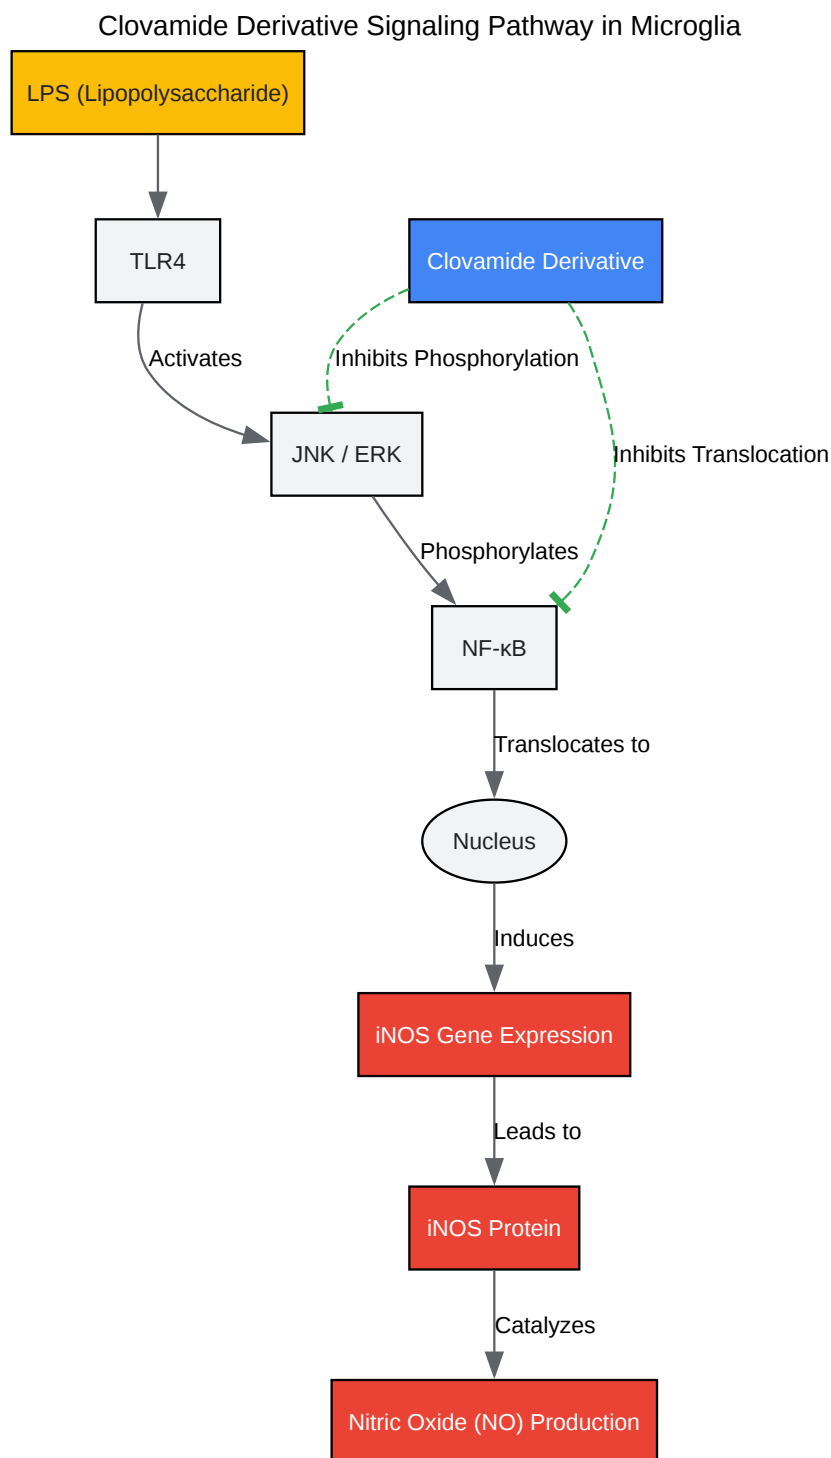 Clovamide Derivative Signaling Pathway in Microglia
LPS (Lipopolysaccharide)
TLR4
Clovamide Derivative
Activates
Inhibits Phosphorylation
JNK / ERK
Inhibits Translocation
Phosphorylates
NF-κB
Translocates to
Nucleus
Induces
iNOS Gene Expression
Leads to
iNOS Protein
Catalyzes
Nitric Oxide (NO) Production